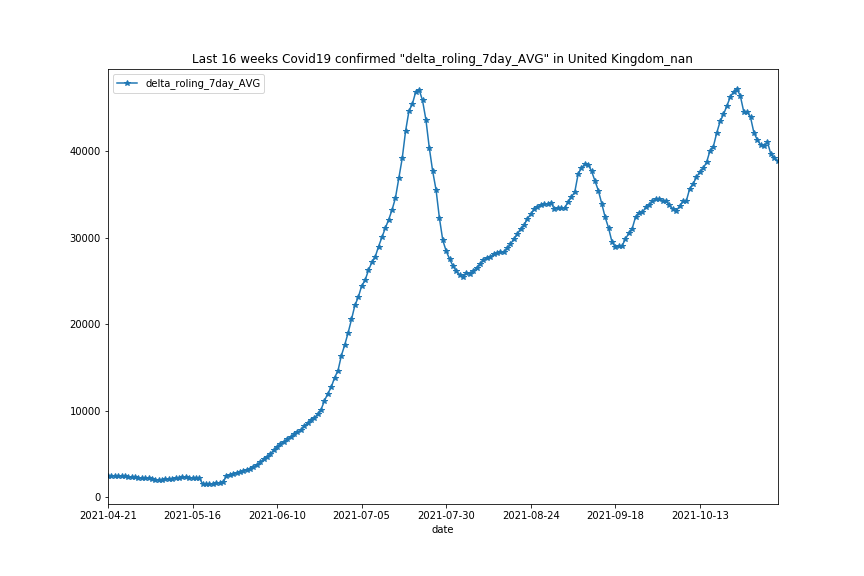 Last 16 weeks Covid19 confirmed "delta_roling_7day_AVG" in United Kingdom_nan
delta_roling_7day_AVG
40000
30000
20000
10000
0
2021-04-21 2021-05-16 2021-06-10 2021-07-05 2021-07-30 2021-08-24 2021-09-18 2021-10-13
date